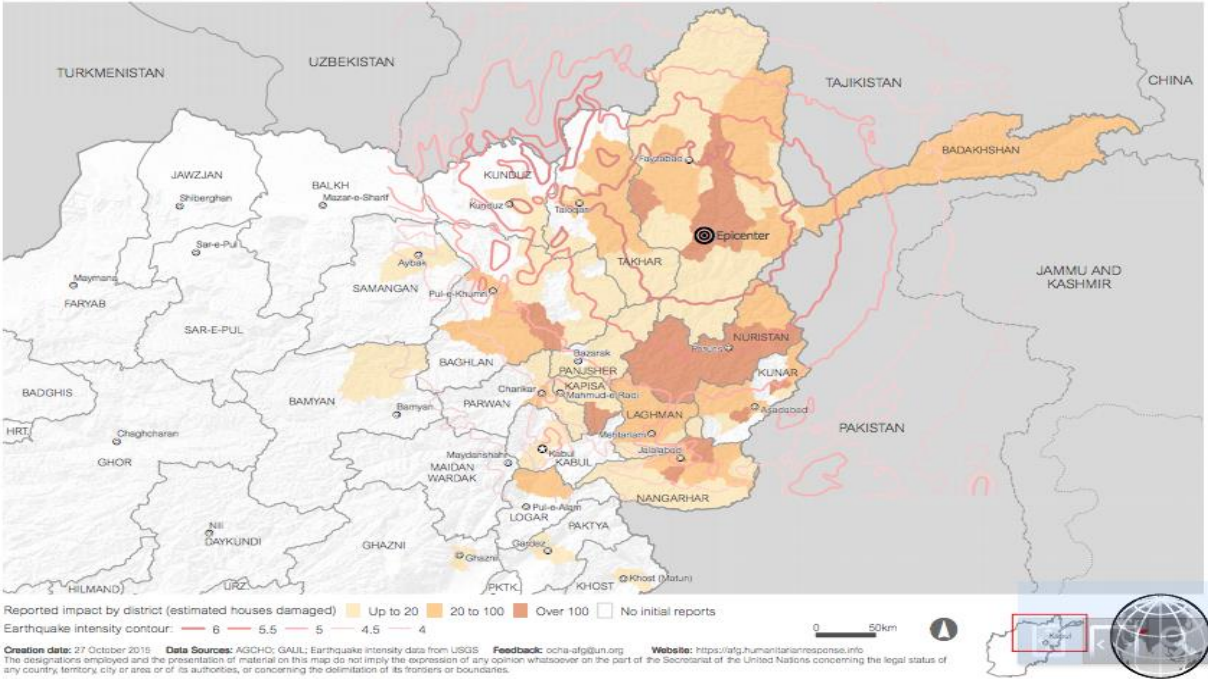 UZBEKISTAN
TURKMENISTAN
TAJIKISTAN
CHINA
BADAKHSHAN
Fayzabad
JAWZJAN
Shiberghan
BALKH
Mazar-e-Sharif
KUNDUZ
Kunduz
Taloqan
Epicenter
Sar-e-Pul
Aybak
TAKHAR
JAMMU AND
KASHMIR
Maymana
FARYAB
SAMANGAN
Pul-e-Khumri
SAR-E-PUL
NURISTAN
Bazarak
BAGHLAN
PANJSHER
KUNAR
BADGHIS
BAMYAN
Bamyan
Charikar
KAPISA
Mahmud-e Raqi
PARWAN
LAGHMAN
Asadabad
PAKISTAN
HRT.
Chaghcharan
GHOR
Mehtarlam
Maydanshahr
Kabul
KABUL
Jalalabad
MAIDAN
WARDAK
NANGARHAR
Pul-e-Alam
LOGAR
PAKTYA
Nili
DAYKUNDI
GHAZNI
Gardez
Ghazni
HILMAND
URZ.
PKTK.
KHOST
Khost (Matun)
Reported impact by district (estimated houses damaged) Up to 20 20 to 100 Over 100 No initial reports
Earthquake intensity contour: 6 5.5 5 4.5 4
0 50km
Kabul
Creation date: 27 October 2015 Data Sources: AGCHO; GAUL; Earthquake intensity data from USGS Feedback: ocha-afg@un.org Website: https://afg.humanitarianresponse.info
The designations employed and the presentation of material on this map do not imply the expression of any opinion whatsoever on the part of the Secretariat of the United Nations concerning the legal status of
any country, territory, city or area or of its authorities, or concerning the delimitation of its frontiers or boundaries.